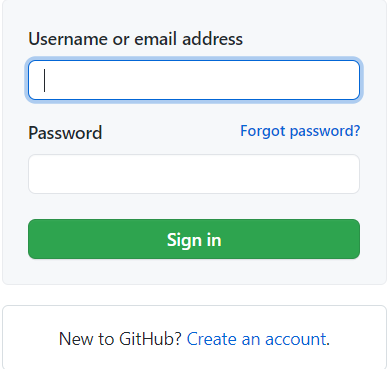 Username or email address
Password Forgot password?
Sign in
New to GitHub? Create an account.